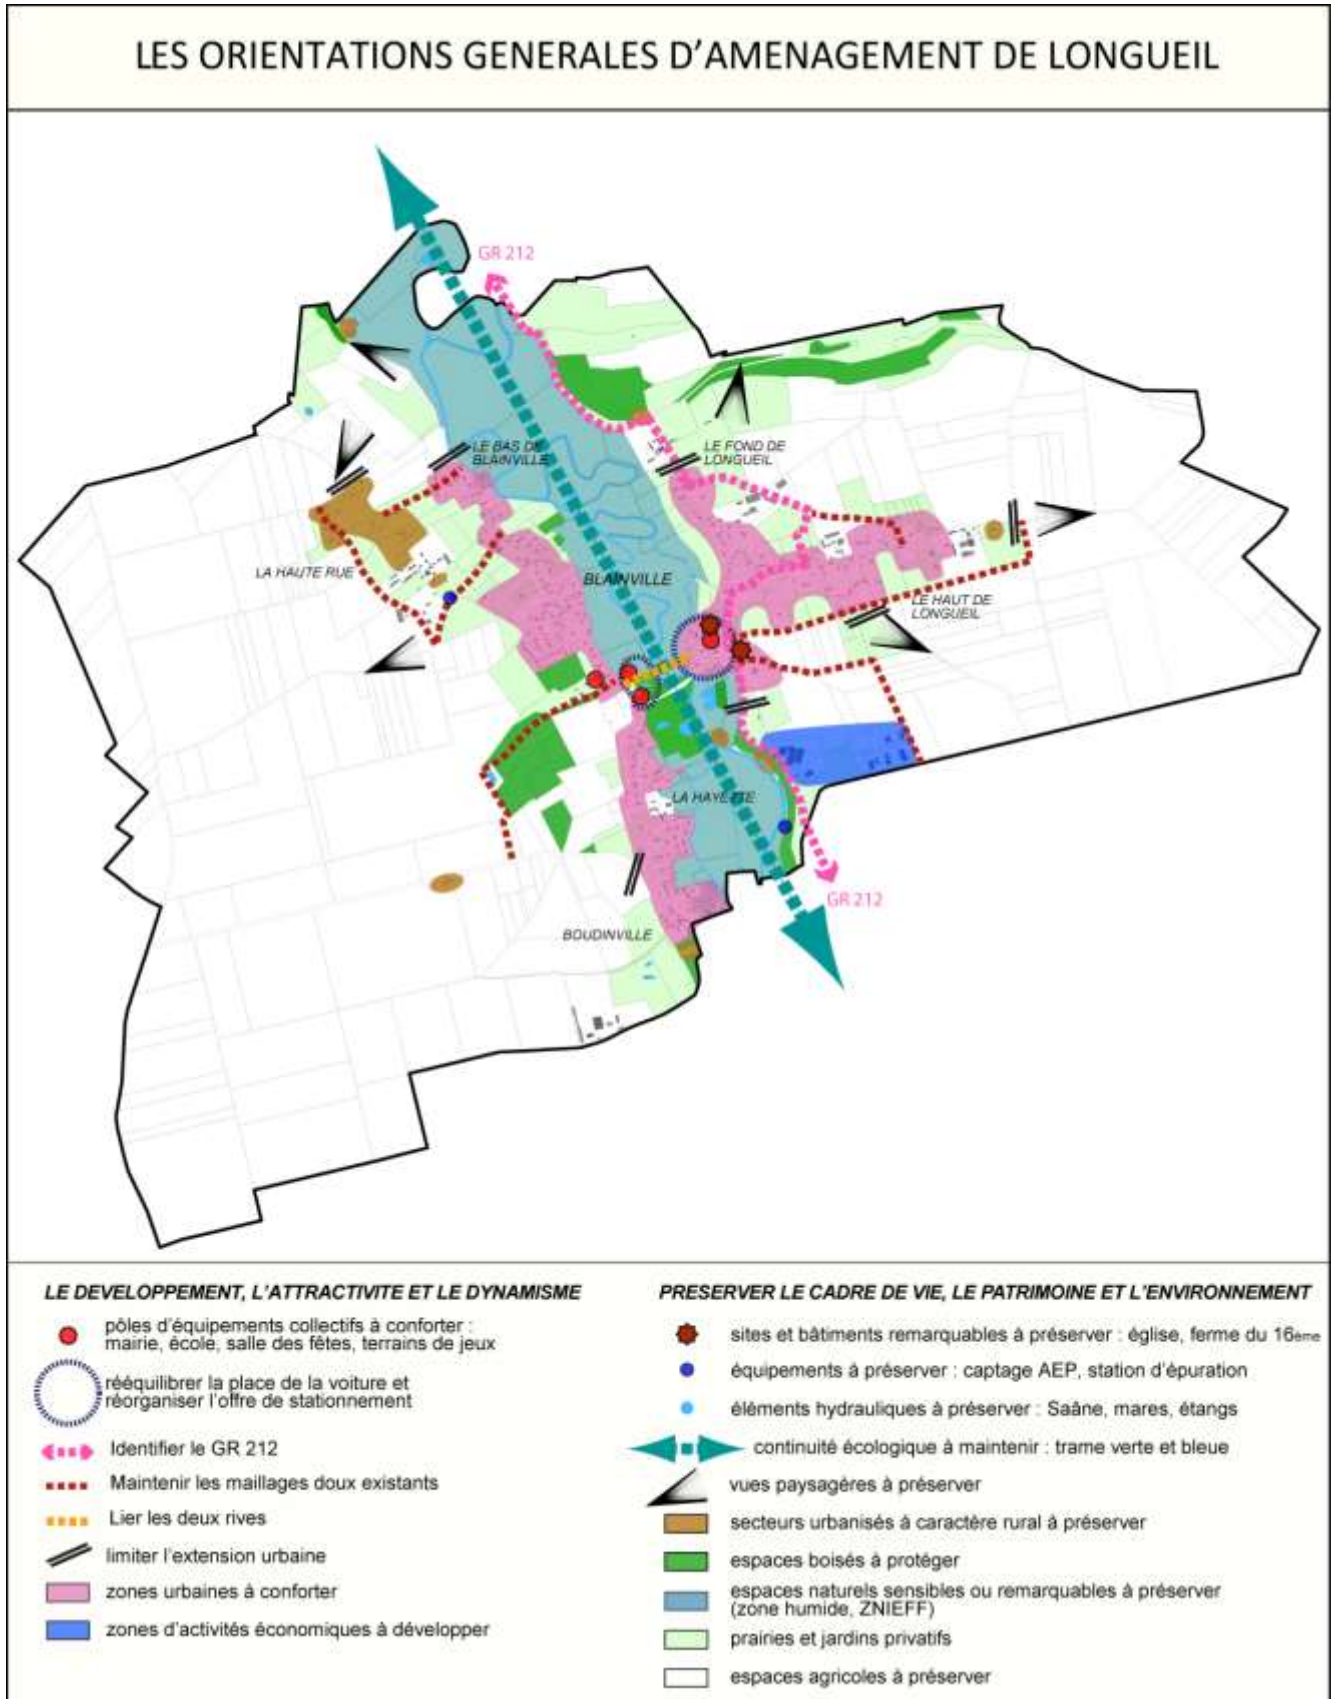 LES ORIENTATIONS GENERALES D'AMENAGEMENT DE LONGUEIL
GR 212
LE BAS DE
BLAINVILLE
LE FOND DE
LONGUEIL
LA HAUTE RUE
BLAINVILLE
LE HAUT DE
LONGUEIL
LA HAYETTE
GR 212
BOUDINVILLE
LE DEVELOPPEMENT, L'ATTRACTIVITE ET LE DYNAMISME
pôles d'équipements collectifs à conforter :
mairie, école, salle des fêtes, terrains de jeux
rééquilibrer la place de la voiture et
réorganiser l'offre de stationnement
Identifier le GR 212
Maintenir les maillages doux existants
Lier les deux rives
limiter l'extension urbaine
zones urbaines à conforter
zones d'activités économiques à développer
PRESERVER LE CADRE DE VIE, LE PATRIMOINE ET L'ENVIRONNEMENT
sites et bâtiments remarquables à préserver : église, ferme du 16ème
équipements à préserver : captage AEP, station d'épuration
éléments hydrauliques à préserver : Saâne, mares, étangs
continuité écologique à maintenir : trame verte et bleue
vues paysagères à préserver
secteurs urbanisés à caractère rural à préserver
espaces boisés à protéger
espaces naturels sensibles ou remarquables à préserver
(zone humide, ZNIEFF)
prairies et jardins privatifs
espaces agricoles à préserver